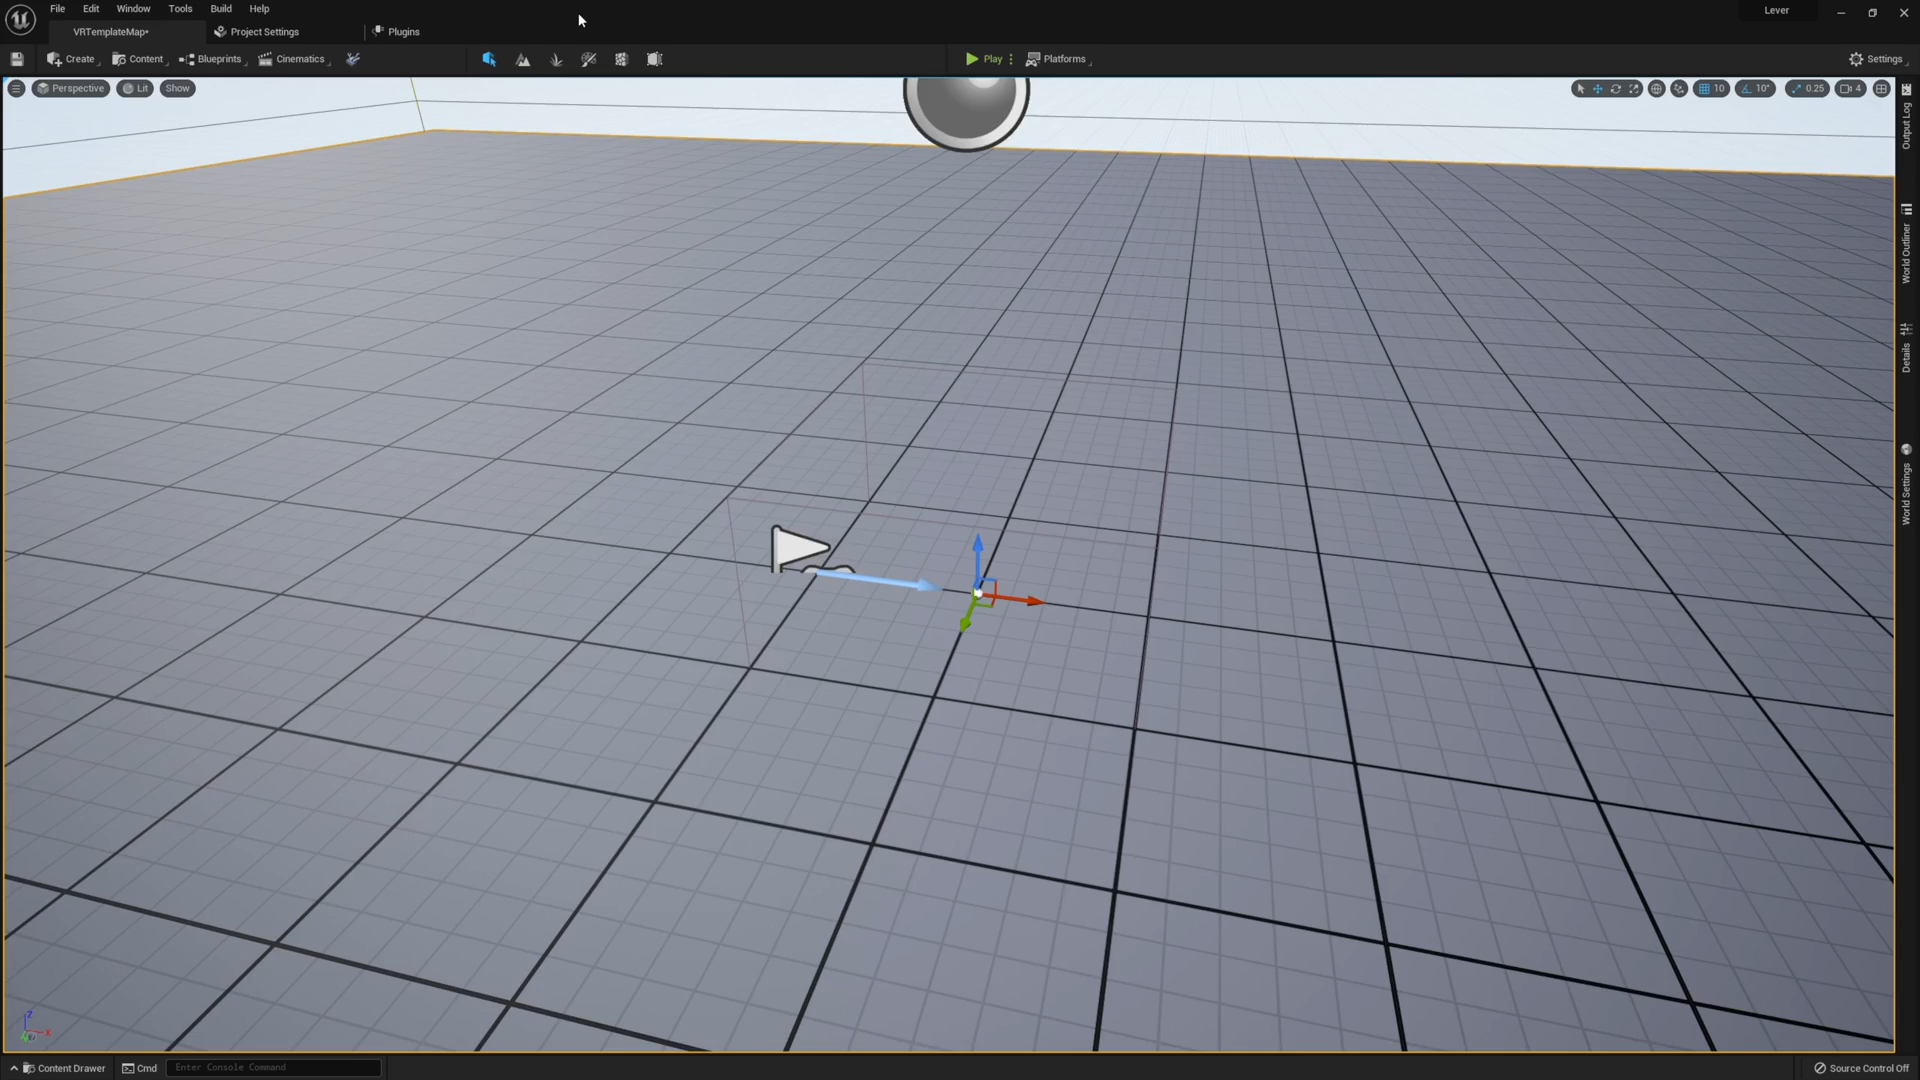 File Edit Window Tools Build Help
Lever
VRTemplateMap•
Project Settings
Plugins
Create
Content
Blueprints
Cinematics
Play
Platforms
Settings
Perspective
Lit
Show
10
10°
0.25
4
Output Log
World Outliner
Details
World Settings
Z
X
Content Drawer
Cmd
Enter Console Command
Source Control Off